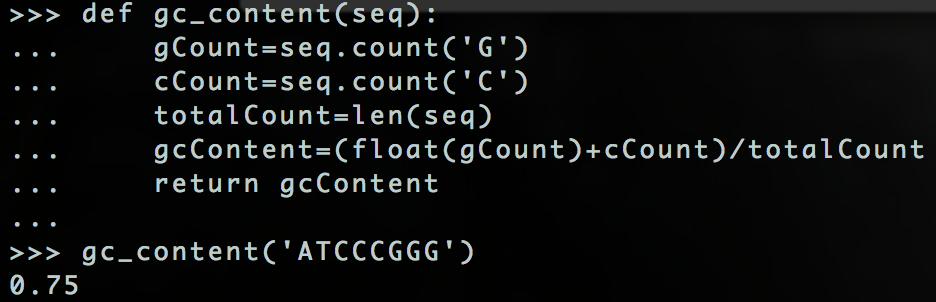 >>> def gc_content(seq):
...     gCount=seq.count('G')
...     cCount=seq.count('C')
...     totalCount=len(seq)
...     gcContent=(float(gCount)+cCount)/totalCount
...     return gcContent
...
>>> gc_content('ATCCCGGG')
0.75